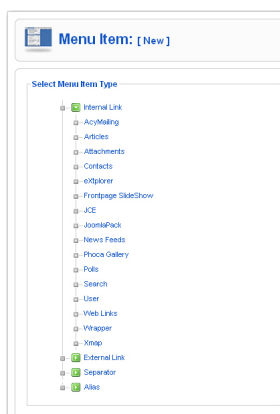 Menu Item: [ New ]
Select Menu Item Type
Internal Link
AcyMailing
Articles
Attachments
Contacts
eXtplorer
Frontpage SlideShow
JCE
JoomlaPack
News Feeds
Phoca Gallery
Polls
Search
User
Web Links
Wrapper
Xmap
External Link
Separator
Alias